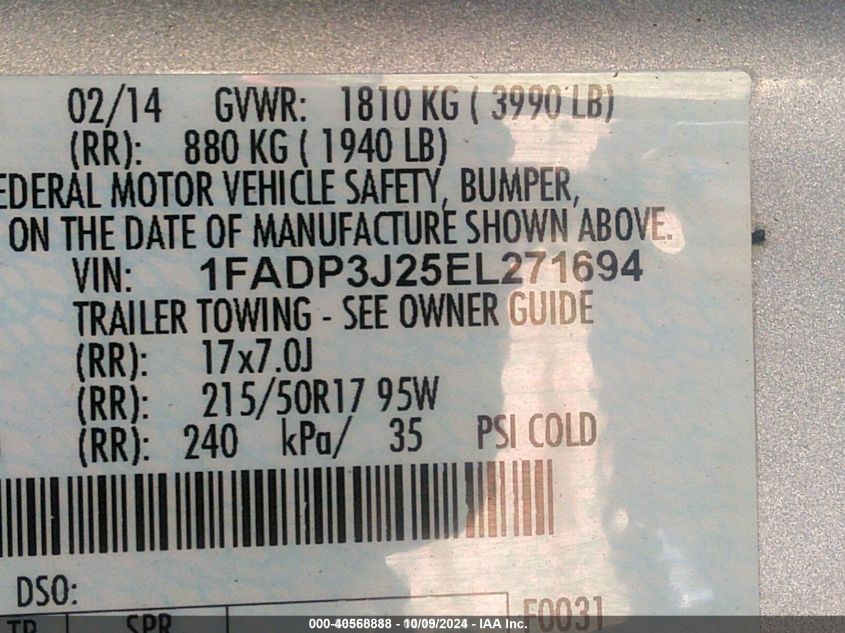 02/14 GVWR: 1810 KG ( 3990 LB)
(RR): 880 KG ( 1940 LB)
EDERAL MOTOR VEHICLE SAFETY, BUMPER,
ON THE DATE OF MANUFACTURE SHOWN ABOVE.
VIN: 1FADP3J25EL271694
TRAILER TOWING - SEE OWNER GUIDE
(RR): 17x7.0J
(RR): 215/50R17 95W
(RR): 240 kPa/ 35 PSI COLD
DSO:
TR SPR F0031
000-40568888 - 10/09/2024 - IAA Inc.